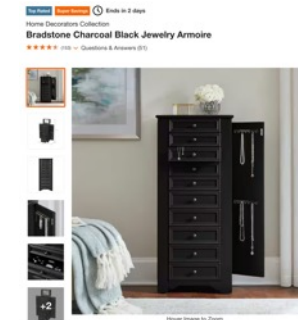 Top Rated Super Savings Ends in 2 days
Home Decorators Collection
Bradstone Charcoal Black Jewelry Armoire
Questions & Answers (61)
+2
Hover Image to Zoom